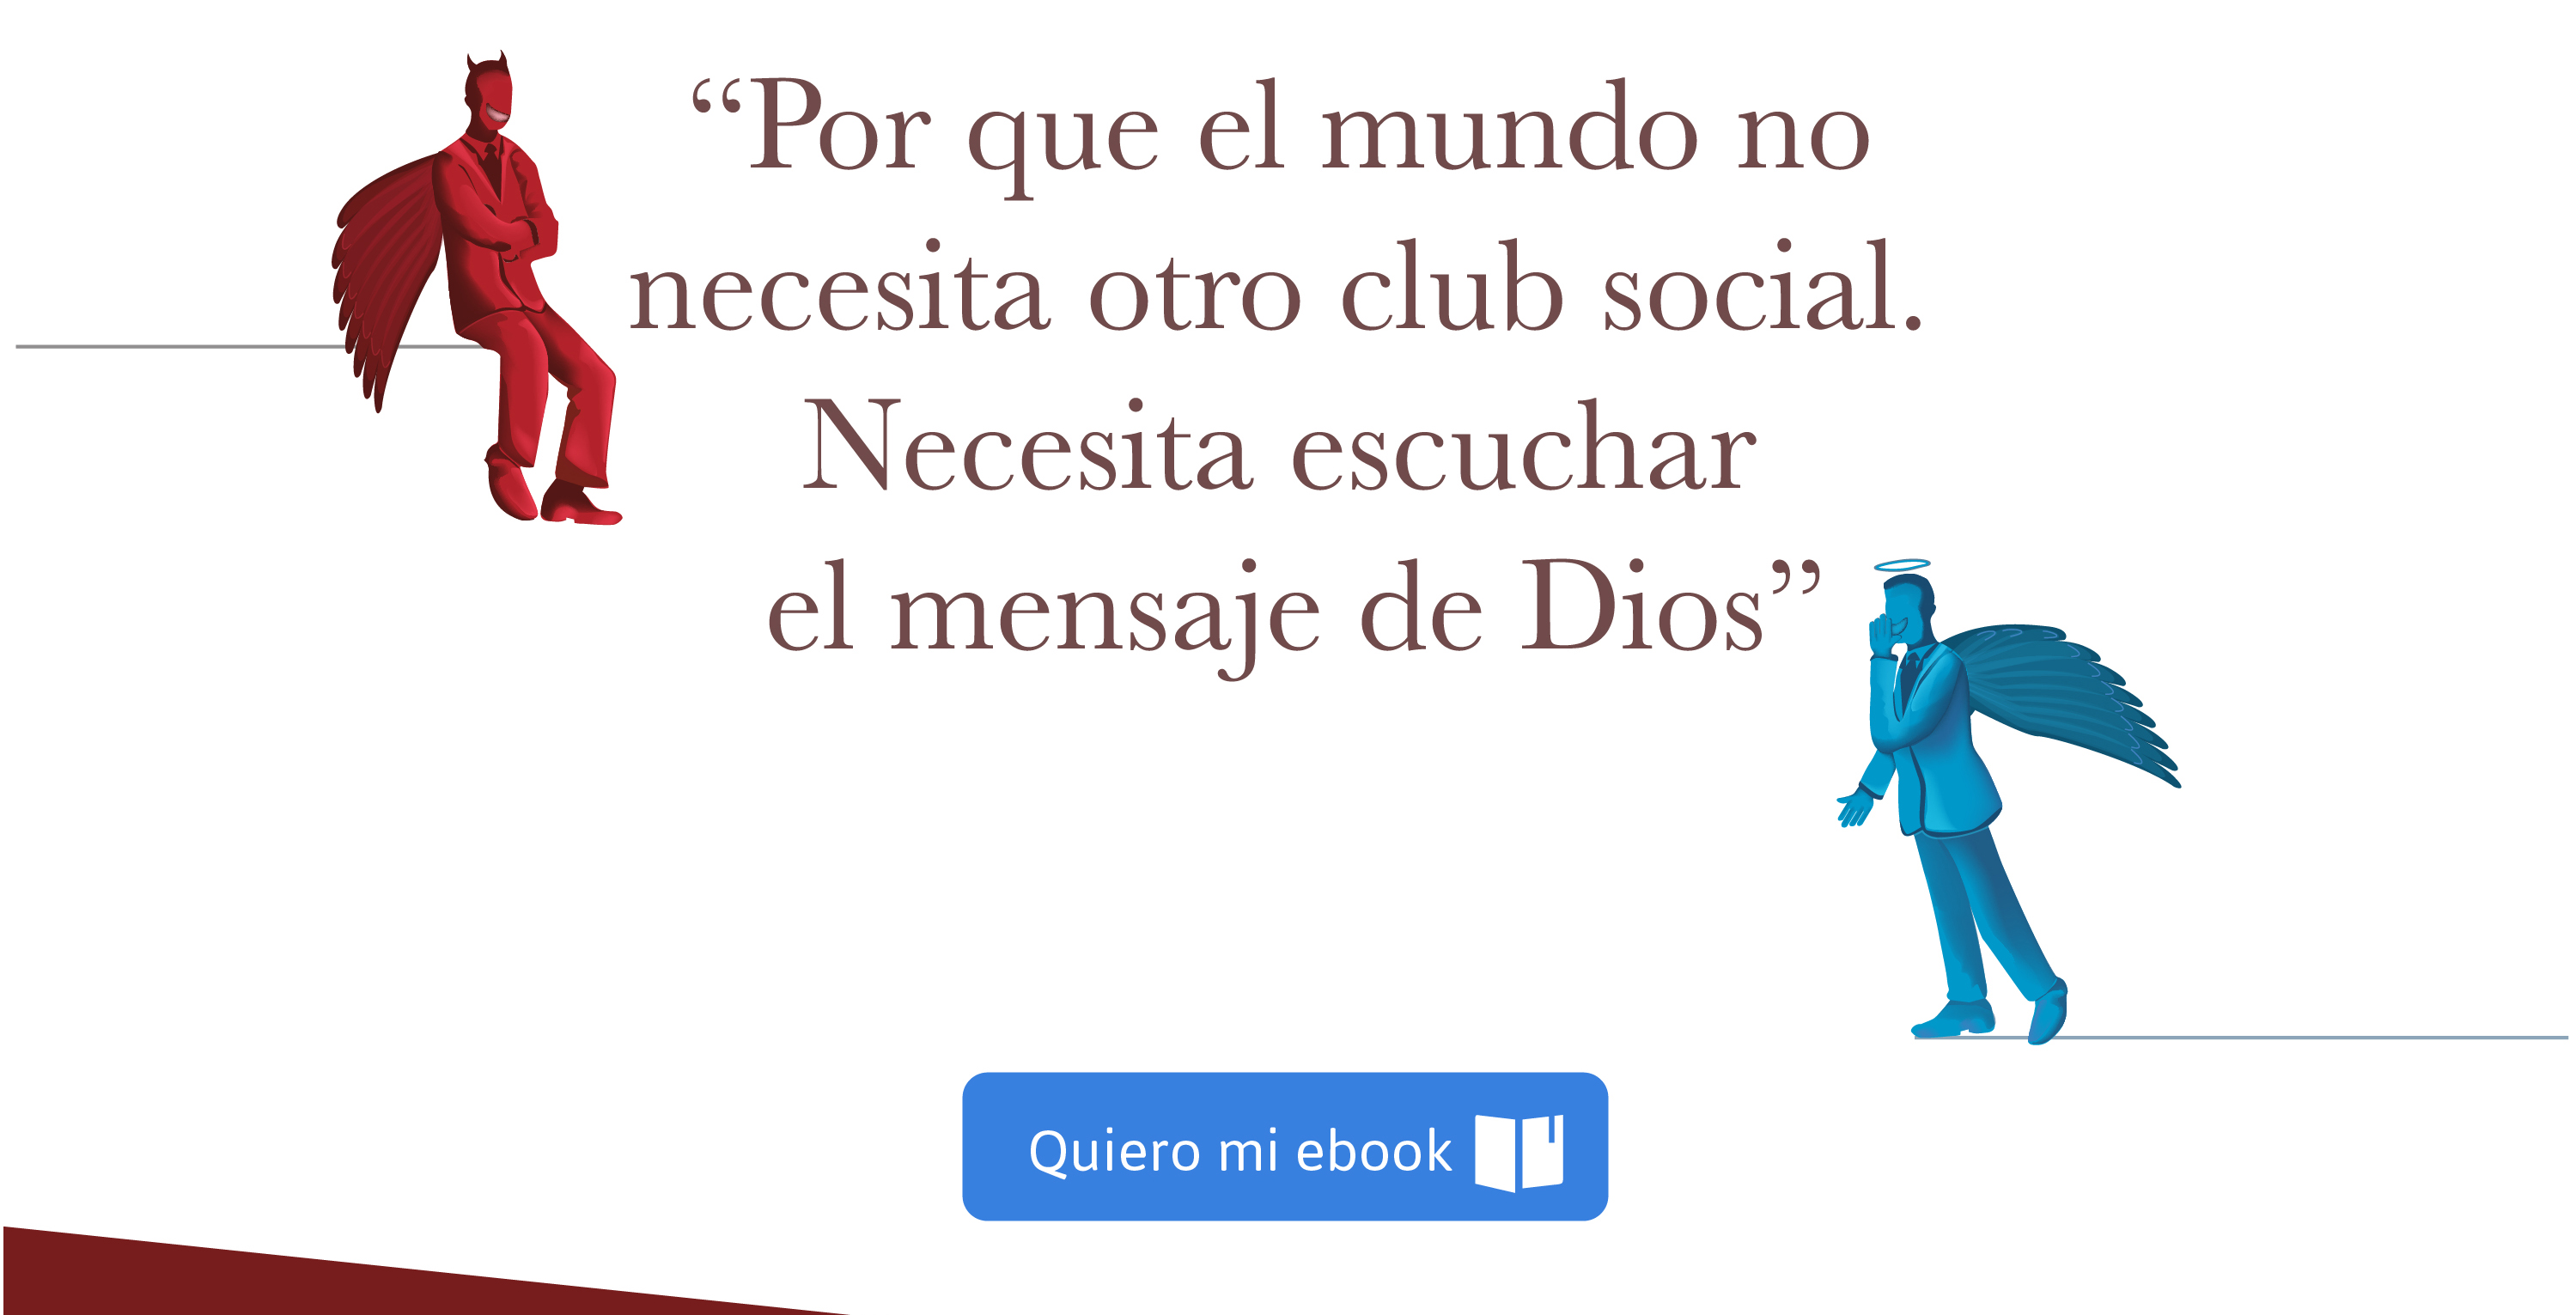 “Por que el mundo no
necesita otro club social.
Necesita escuchar
el mensaje de Dios”
Quiero mi ebook